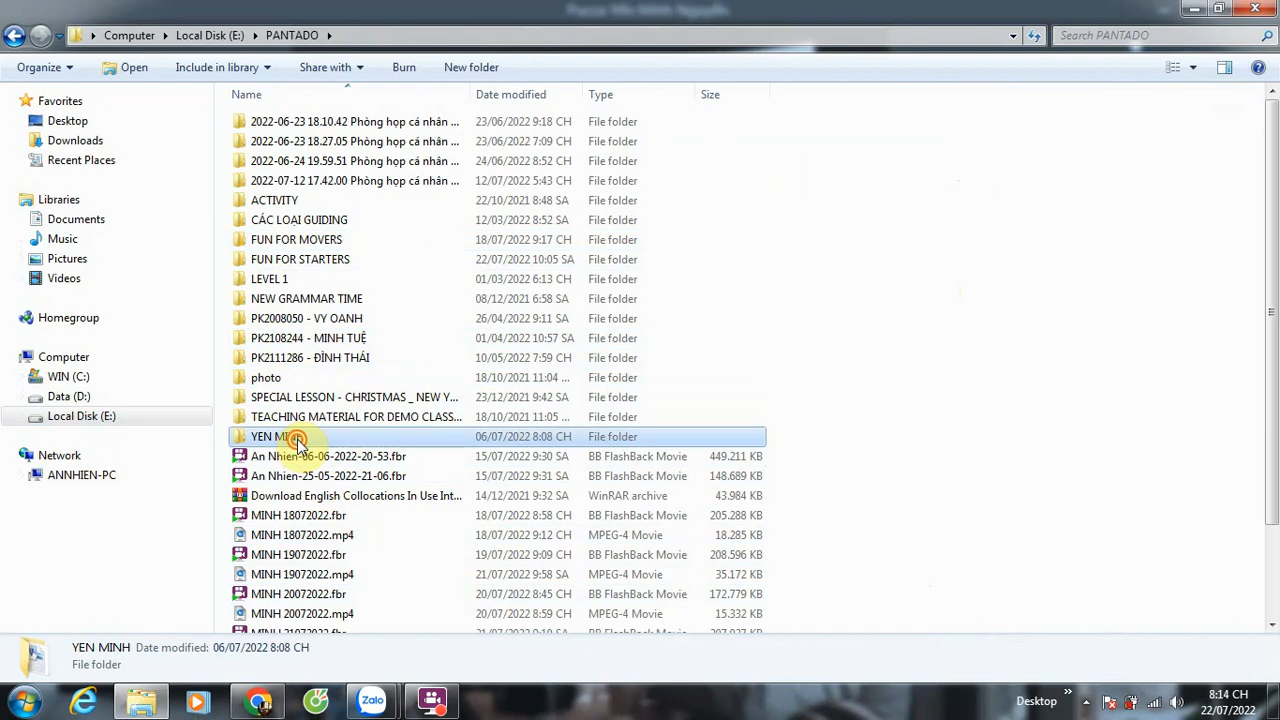 Computer Local Disk (E:) PANTADO Search PANTADO
Organize Open Include in library Share with Burn New folder
Name Date modified Type Size
Favorites
Desktop
Downloads
Recent Places
Libraries
Documents
Music
Pictures
Videos
Homegroup
Computer
WIN (C:)
Data (D:)
Local Disk (E:)
Network
ANNHIEN-PC
2022-06-23 18.10.42 Phòng họp cá nhân ... 23/06/2022 9:18 CH File folder
2022-06-23 18.27.05 Phòng họp cá nhân ... 23/06/2022 7:09 CH File folder
2022-06-24 19.59.51 Phòng họp cá nhân ... 24/06/2022 8:52 CH File folder
2022-07-12 17.42.00 Phòng họp cá nhân ... 12/07/2022 5:43 CH File folder
ACTIVITY 22/10/2021 8:48 SA File folder
CÁC LOẠI GUIDING 12/03/2022 8:52 SA File folder
FUN FOR MOVERS 18/07/2022 9:17 CH File folder
FUN FOR STARTERS 22/07/2022 10:05 SA File folder
LEVEL 1 01/03/2022 6:13 CH File folder
NEW GRAMMAR TIME 08/12/2021 6:58 SA File folder
PK2008050 - VY OANH 26/04/2022 9:11 SA File folder
PK2108244 - MINH TUỆ 01/04/2022 10:57 SA File folder
PK2111286 - ĐÌNH THÁI 10/05/2022 7:59 CH File folder
photo 18/10/2021 11:04 ... File folder
SPECIAL LESSON - CHRISTMAS _ NEW Y... 23/12/2021 9:42 SA File folder
TEACHING MATERIAL FOR DEMO CLASS... 18/10/2021 11:05 ... File folder
YEN 06/07/2022 8:08 CH File folder
An Nhien-06-06-2022-20-53.fbr 15/07/2022 9:30 SA BB FlashBack Movie 449.211 KB
An Nhien-25-05-2022-21-06.fbr 15/07/2022 9:31 SA BB FlashBack Movie 148.689 KB
Download English Collocations In Use Int... 14/12/2021 9:32 SA WinRAR archive 43.984 KB
MINH 18072022.fbr 18/07/2022 8:58 CH BB FlashBack Movie 205.288 KB
MINH 18072022.mp4 18/07/2022 9:12 CH MPEG-4 Movie 18.285 KB
MINH 19072022.fbr 19/07/2022 9:09 CH BB FlashBack Movie 208.596 KB
MINH 19072022.mp4 21/07/2022 9:58 SA MPEG-4 Movie 35.172 KB
MINH 20072022.fbr 20/07/2022 8:45 CH BB FlashBack Movie 172.779 KB
MINH 20072022.mp4 20/07/2022 8:59 CH MPEG-4 Movie 15.332 KB
YEN MINH Date modified: 06/07/2022 8:08 CH
File folder
Zalo
Desktop
8:14 CH
22/07/2022